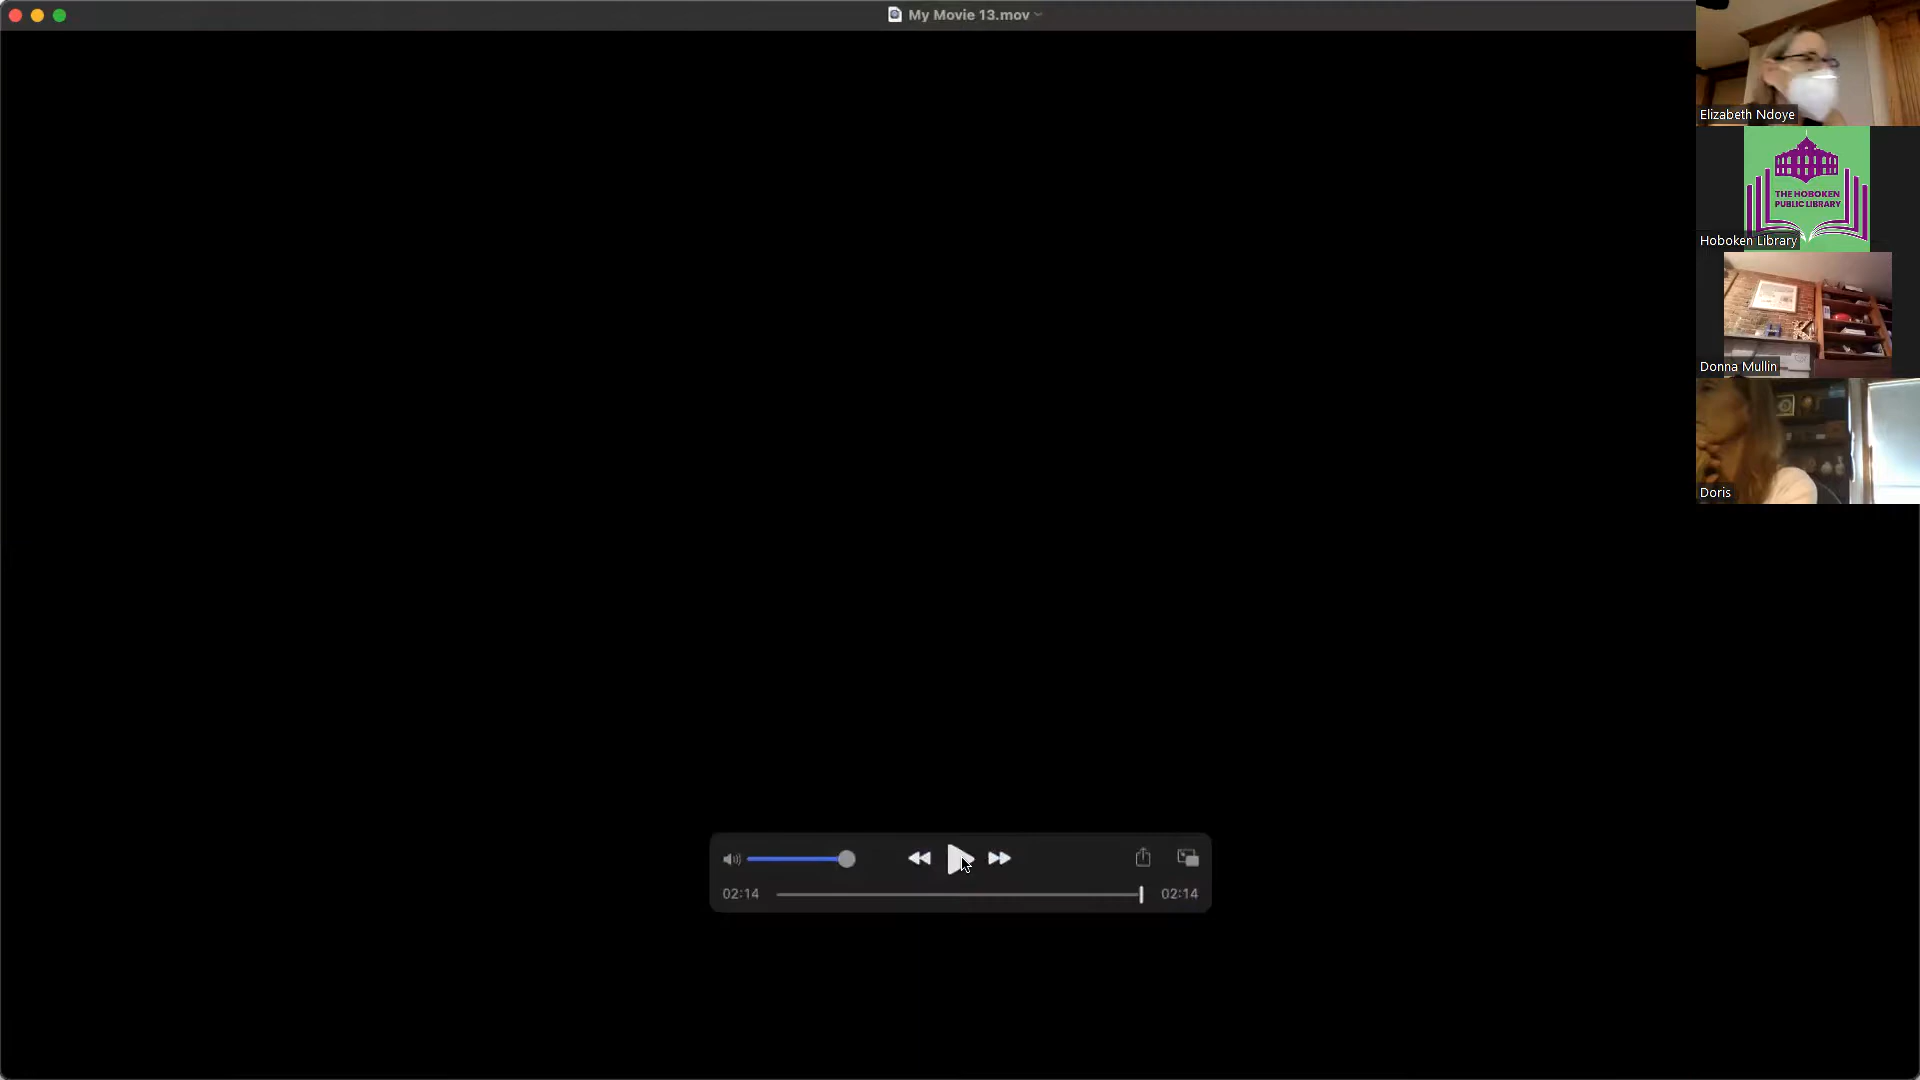 My Movie 13.mov
Elizabeth Ndoye
THE HOBOKEN
PUBLIC LIBRARY
Hoboken Library
Donna Mullin
Doris
02:14
02:14